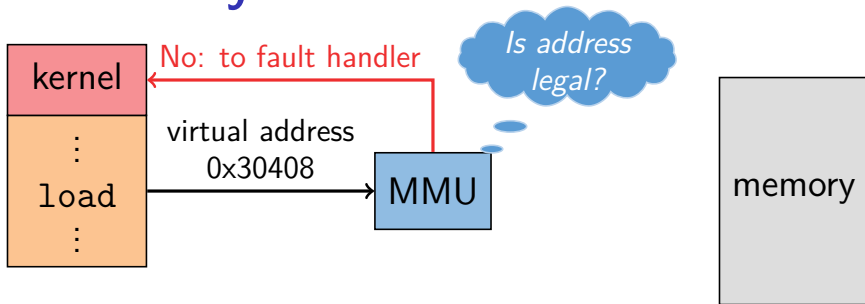 kernel
No: to fault handler
Is address
legal?
virtual address
0x30408
⋮
load
⋮
MMU
memory